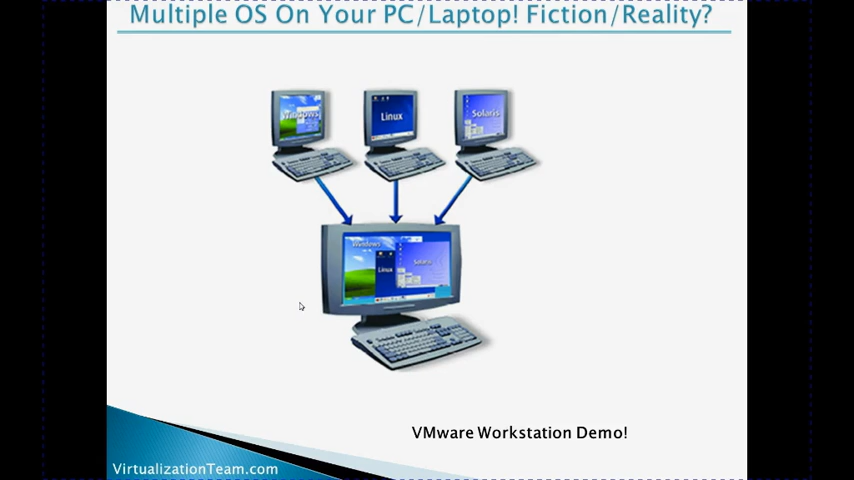 Multiple OS On Your PC/Laptop! Fiction/Reality?
Windows
Linux
Solaris
Windows
Linux
Solaris
VMware Workstation Demo!
VirtualizationTeam.com